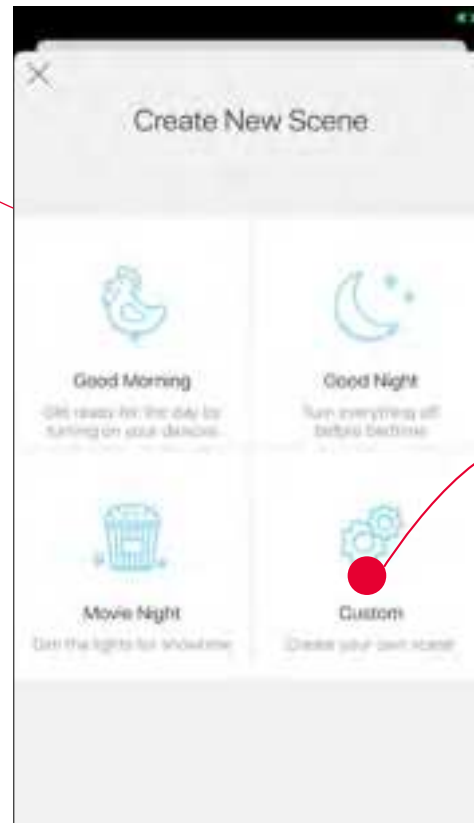 Create New Scene
Good Morning
Get ready for the day by
turning on your devices
Good Night
Turn everything off
before bedtime
Movie Night
Dim the lights for showtime
Custom
Create your own scene